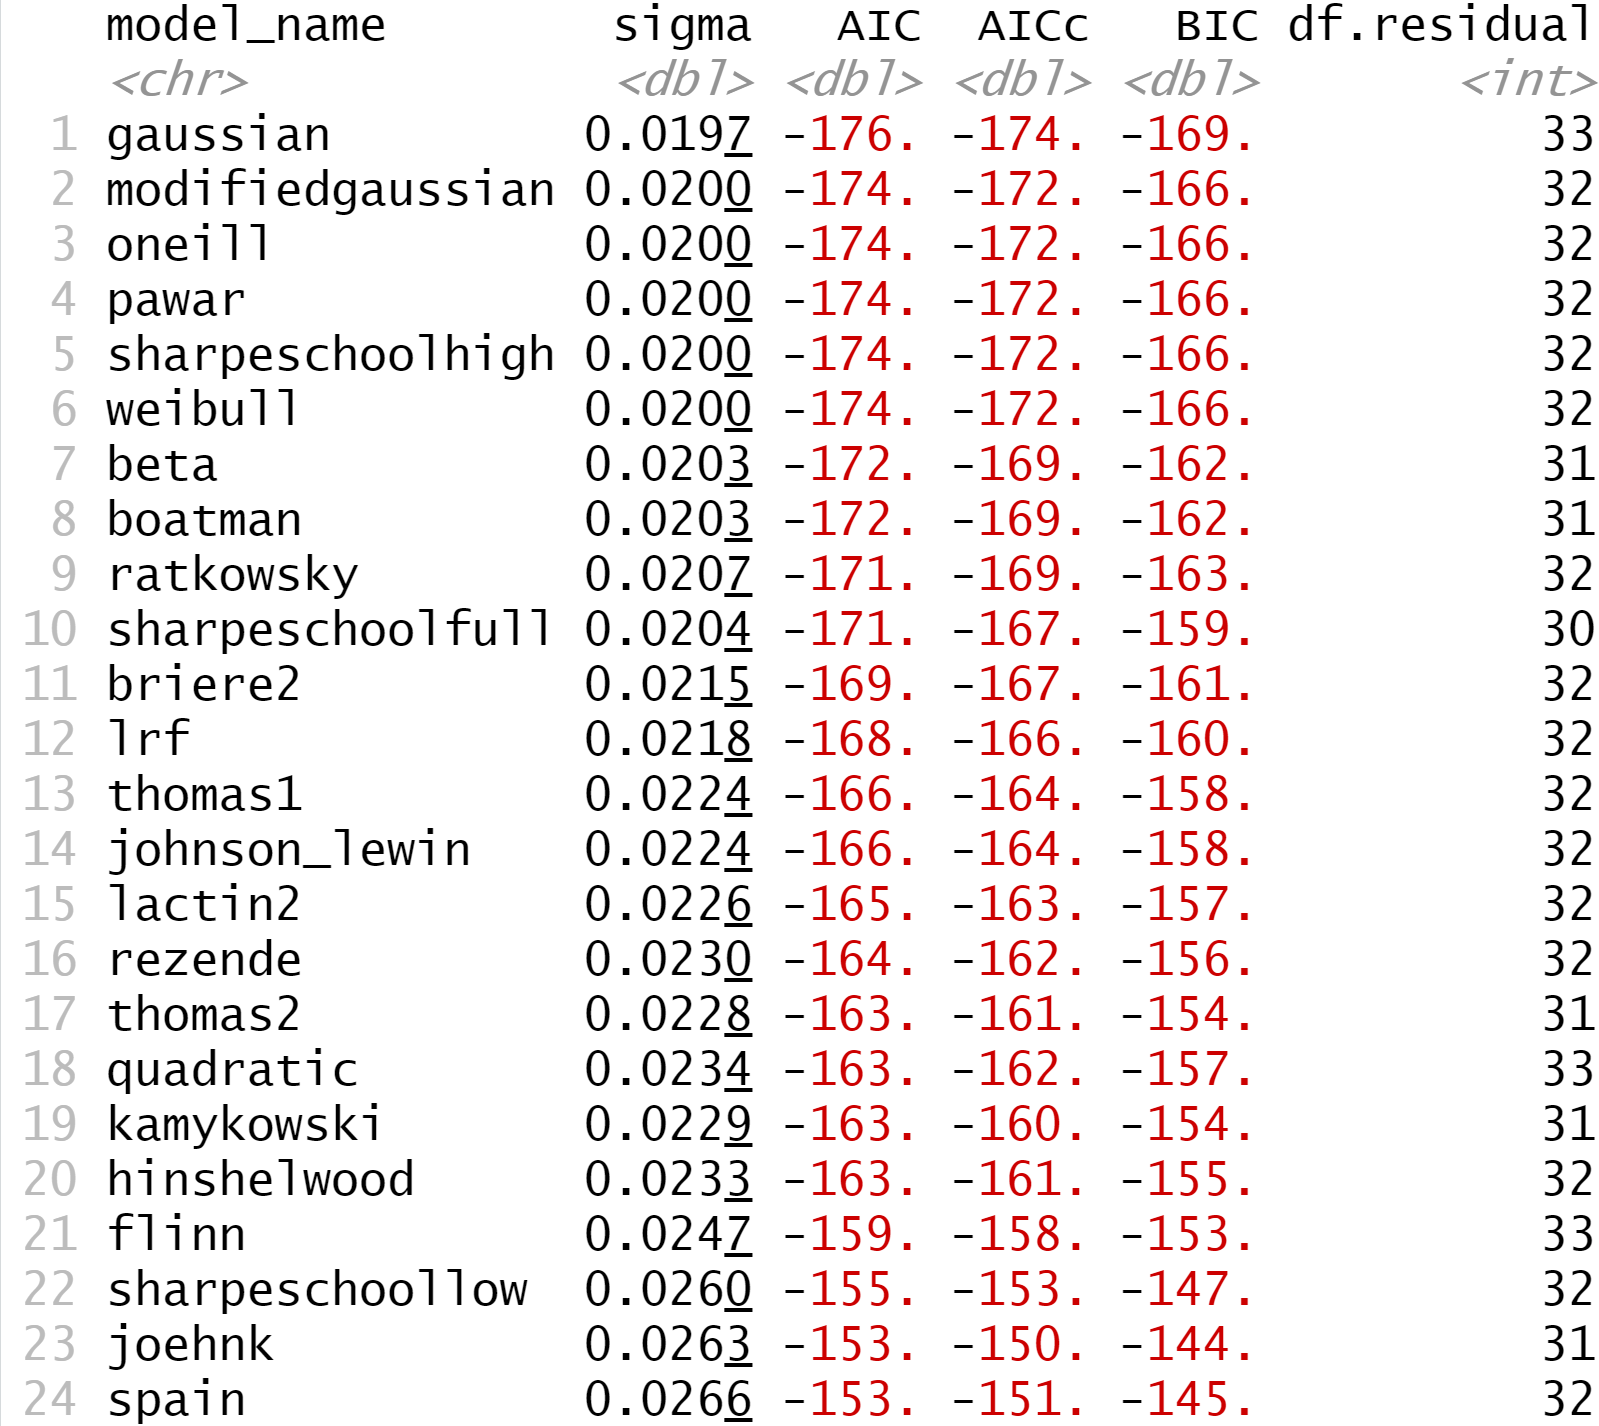 model_name sigma AIC AICc BIC df.residual
<chr> <dbl> <dbl> <dbl> <dbl> <int>
1 gaussian 0.0197 -176. -174. -169. 33
2 modifiedgaussian 0.0200 -174. -172. -166. 32
3 oneill 0.0200 -174. -172. -166. 32
4 pawar 0.0200 -174. -172. -166. 32
5 sharpeschoolhigh 0.0200 -174. -172. -166. 32
6 weibull 0.0200 -174. -172. -166. 32
7 beta 0.0203 -172. -169. -162. 31
8 boatman 0.0203 -172. -169. -162. 31
9 ratkowsky 0.0207 -171. -169. -163. 32
10 sharpeschoolfull 0.0204 -171. -167. -159. 30
11 briere2 0.0215 -169. -167. -161. 32
12 lrf 0.0218 -168. -166. -160. 32
13 thomas1 0.0224 -166. -164. -158. 32
14 johnson_lewin 0.0224 -166. -164. -158. 32
15 lactin2 0.0226 -165. -163. -157. 32
16 rezende 0.0230 -164. -162. -156. 32
17 thomas2 0.0228 -163. -161. -154. 31
18 quadratic 0.0234 -163. -162. -157. 33
19 kamykowski 0.0229 -163. -160. -154. 31
20 hinshelwood 0.0233 -163. -161. -155. 32
21 flinn 0.0247 -159. -158. -153. 33
22 sharpeschoollow 0.0260 -155. -153. -147. 32
23 joehnk 0.0263 -153. -150. -144. 31
24 spain 0.0266 -153. -151. -145. 32